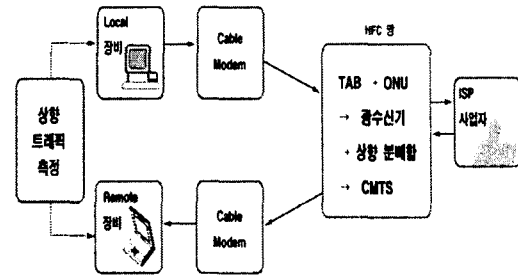 상향
트래픽
측정
Local
장비
Cable
Modem
HFC 망
TAB → ONU
→ 광수신기
→ 상향 분배함
→ CMTS
ISP
사업자
Remote
장비
Cable
Modem